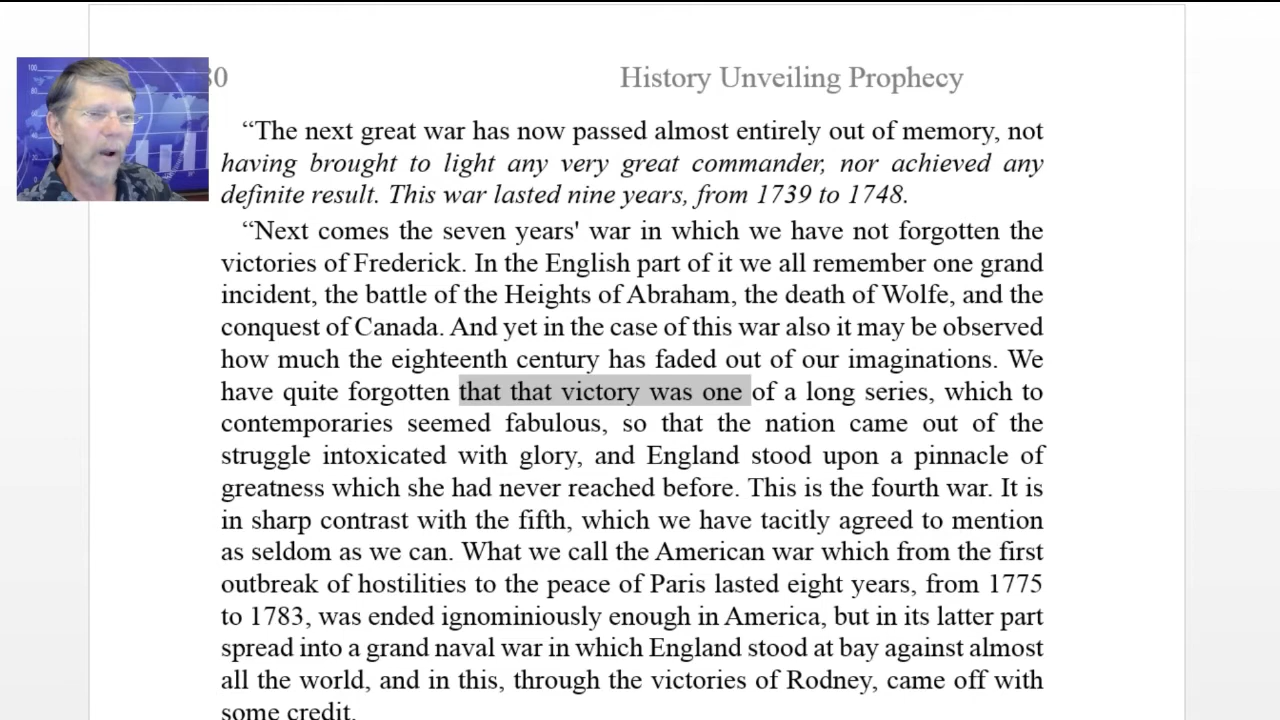 80
History Unveiling Prophecy
“The next great war has now passed almost entirely out of memory, not
having brought to light any very great commander, nor achieved any
definite result. This war lasted nine years, from 1739 to 1748.
“Next comes the seven years' war in which we have not forgotten the
victories of Frederick. In the English part of it we all remember one grand
incident, the battle of the Heights of Abraham, the death of Wolfe, and the
conquest of Canada. And yet in the case of this war also it may be observed
how much the eighteenth century has faded out of our imaginations. We
have quite forgotten that that victory was one of a long series, which to
contemporaries seemed fabulous, so that the nation came out of the
struggle intoxicated with glory, and England stood upon a pinnacle of
greatness which she had never reached before. This is the fourth war. It is
in sharp contrast with the fifth, which we have tacitly agreed to mention
as seldom as we can. What we call the American war which from the first
outbreak of hostilities to the peace of Paris lasted eight years, from 1775
to 1783, was ended ignominiously enough in America, but in its latter part
spread into a grand naval war in which England stood at bay against almost
all the world, and in this, through the victories of Rodney, came off with
some credit.